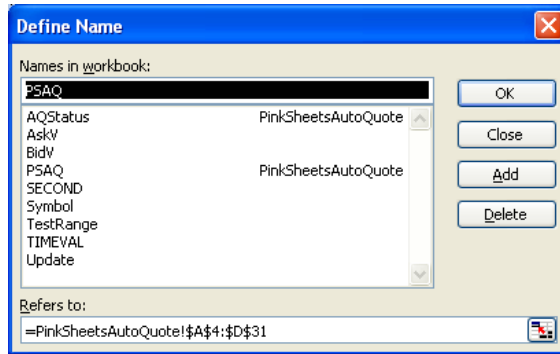 Define Name
Names in workbook:
PSAQ
OK
AQStatus PinkSheetsAutoQuote
AskV
BidV
Close
PSAQ PinkSheetsAutoQuote
SECOND
Add
Symbol
TestRange
Delete
TIMEVAL
Update
Refers to:
=PinkSheetsAutoQuote!$A$4:$D$31